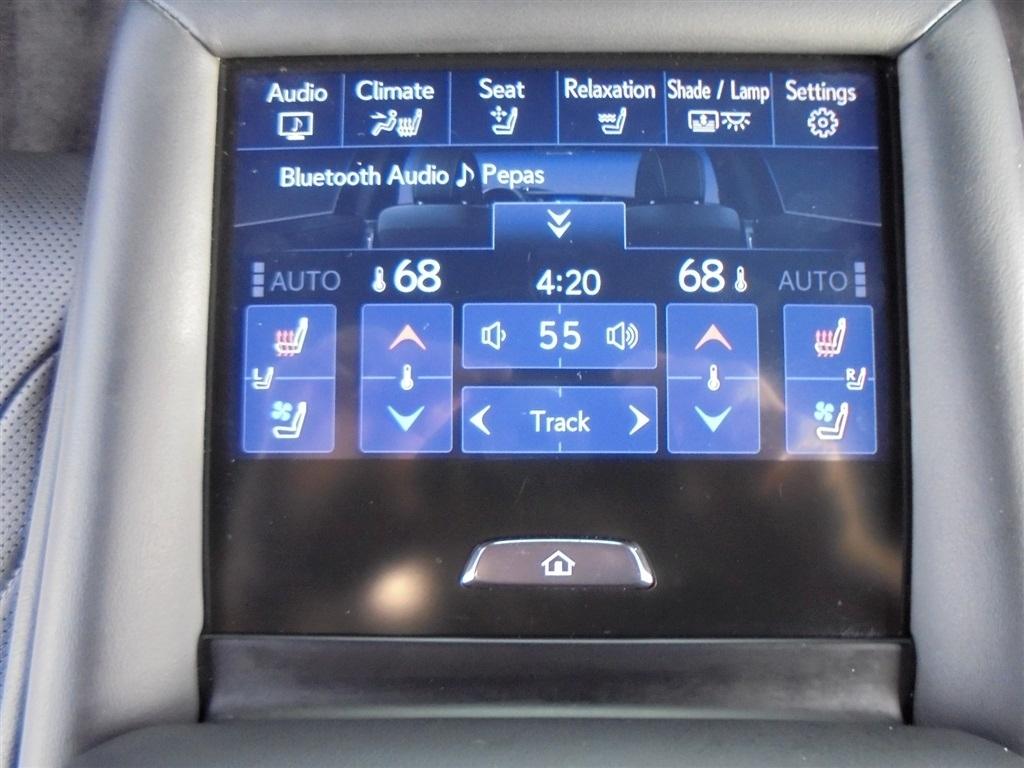 Audio Climate Seat Relaxation Shade / Lamp Settings
Bluetooth Audio ♪ Pepas
AUTO 68 4:20 68 AUTO
55
L R
Track